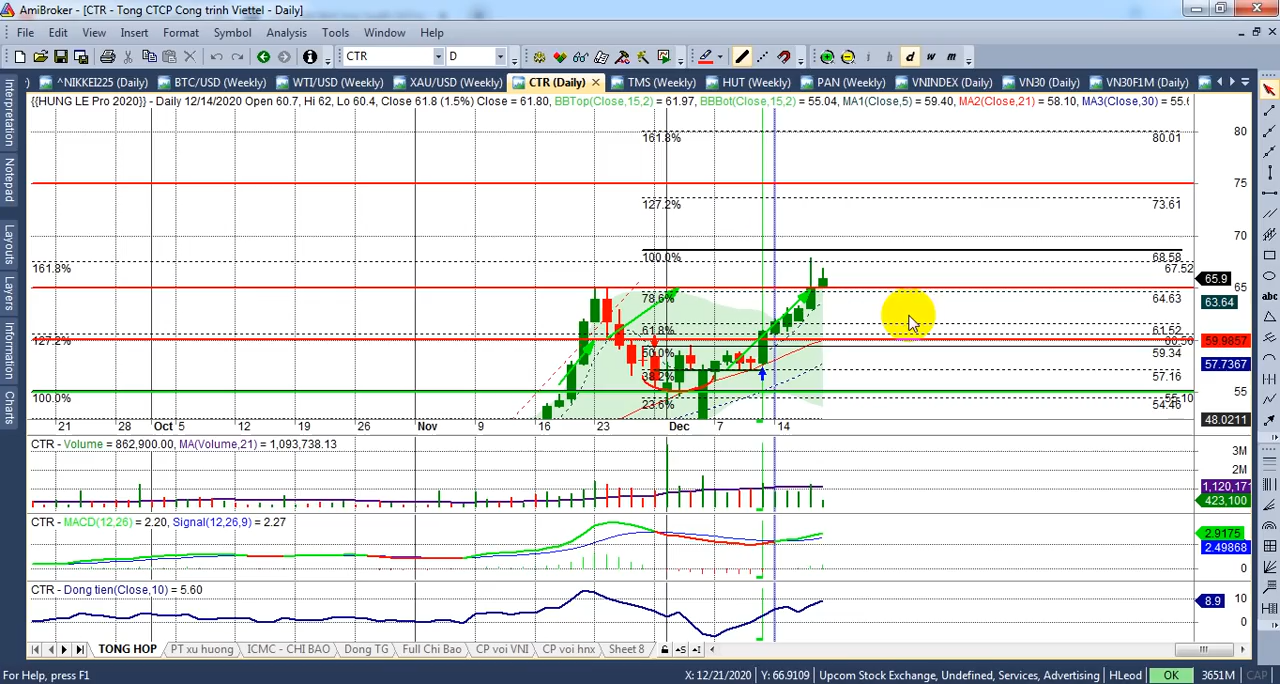 AmiBroker - [CTR - Tong CTCP Cong trinh Viettel - Daily]
File Edit View Insert Format Symbol Analysis Tools Window Help
CTR D i h d w m
^NIKKEI225 (Daily) BTC/USD (Weekly) WTI/USD (Weekly) XAU/USD (Weekly) CTR (Daily) TMS (Weekly) HUT (Weekly) PAN (Weekly) VNINDEX (Daily) VN30 (Daily) VN30F1M (Daily)
{{HUNG LE Pro 2020}} - Daily 12/14/2020 Open 60.7, Hi 62, Lo 60.4, Close 61.8 (1.5%) Close = 61.80, BBTop(Close,15,2) = 61.97, BBBot(Close,15,2) = 55.04, MA1(Close,5) = 59.40, MA2(Close,21) = 58.10, MA3(Close,30) = 55.6
Interpretation
Notepad
Layouts
Layers
Information
Charts
abc
161.8% 80.01 80
75
127.2% 73.61
70
100.0% 68.58
161.8% 67.52
65.9
65
78.6% 64.63 63.64
61.8% 61.52
127.2% 59.9857
50.0% 59.34
57.7367
38.2% 57.16
100.0% 55.10 55
23.6% 54.46
48.0211
21 28 Oct 5 12 19 26 Nov 9 16 23 Dec 7 14
CTR - Volume = 862,900.00, MA(Volume,21) = 1,093,738.13
3M
2M
1,120,171
423,100
CTR - MACD(12,26) = 2.20, Signal(12,26,9) = 2.27
2.9175
2.49868
0
CTR - Dong tien(Close,10) = 5.60
10
8.9
0
TONG HOP PT xu huong ICMC - CHI BAO Dong TG Full Chi Bao CP voi VNI CP voi hnx Sheet 8
For Help, press F1 X: 12/21/2020 Y: 66.9109 Upcom Stock Exchange, Undefined, Services, Advertising HLeod OK 3651M CAP